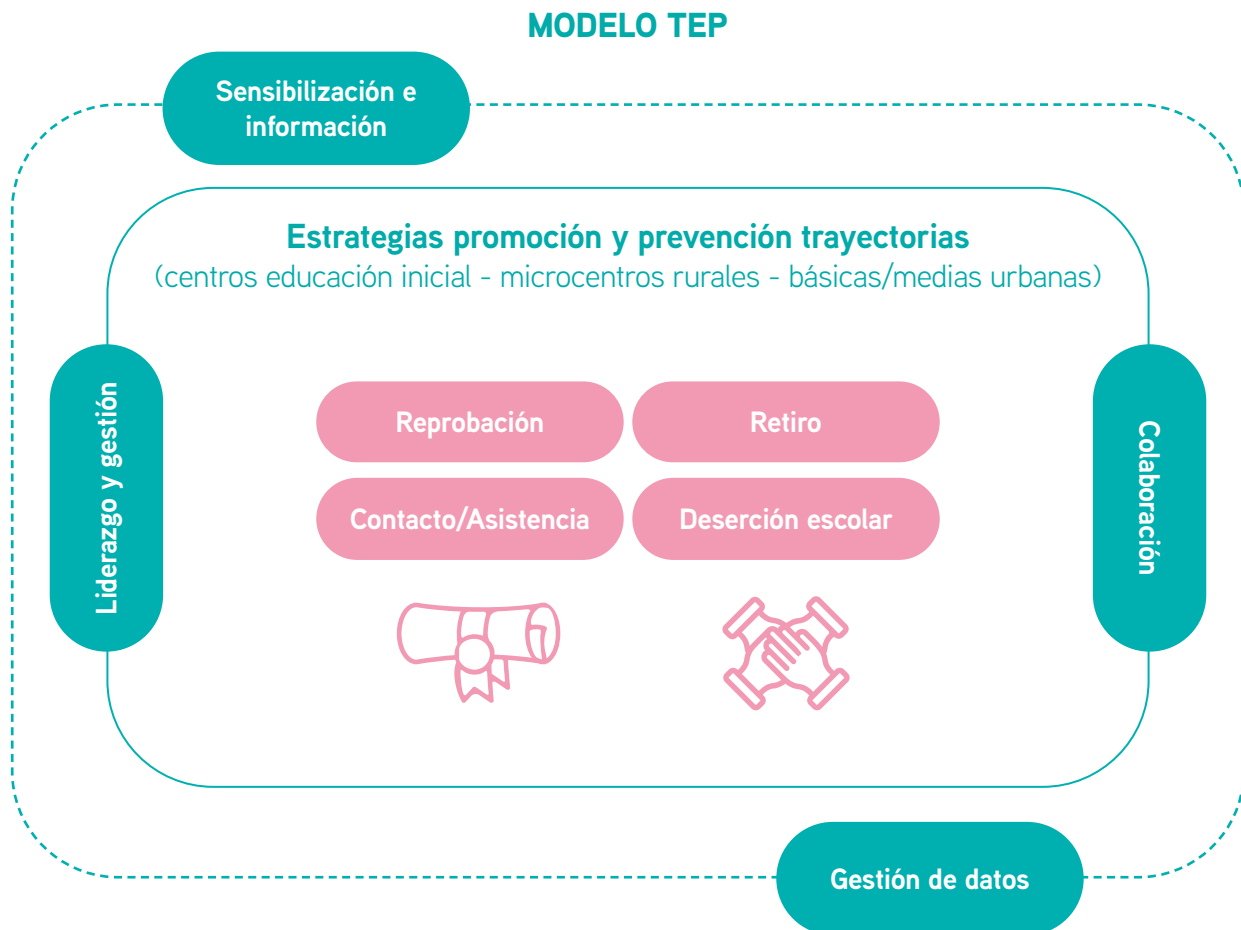 MODELO TEP
Sensibilización e
información
Estrategias promoción y prevención trayectorias
(centros educación inicial - microcentros rurales - básicas/medias urbanas)
Liderazgo y gestión
Reprobación
Retiro
Contacto/Asistencia
Deserción escolar
Colaboración
Gestión de datos